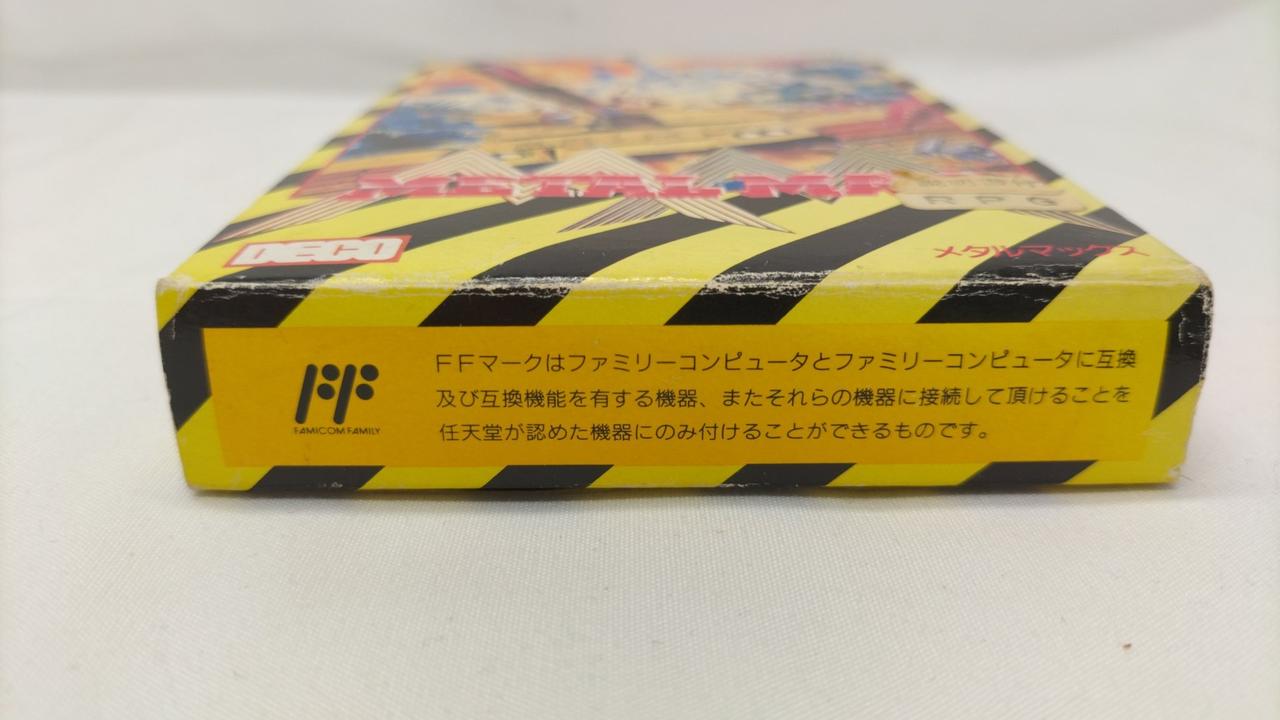 METAL MA
RPG
DECO
メタルマックス
FF
FAMICOM FAMILY
FFマークはファミリーコンピュータとファミリーコンピュータに互換
及び互換機能を有する機器、またそれらの機器に接続して頂けることを
任天堂が認めた機器にのみ付けることができるものです。